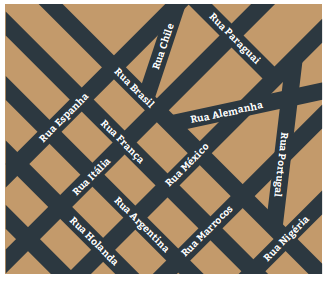 Rua Paraguai
Rua Chile
Rua Brasil
Rua Espanha
Rua Alemanha
Rua França
Rua México
Rua Portugal
Rua Itália
Rua Argentina
Rua Marrocos
Rua Holanda
Rua Nigéria